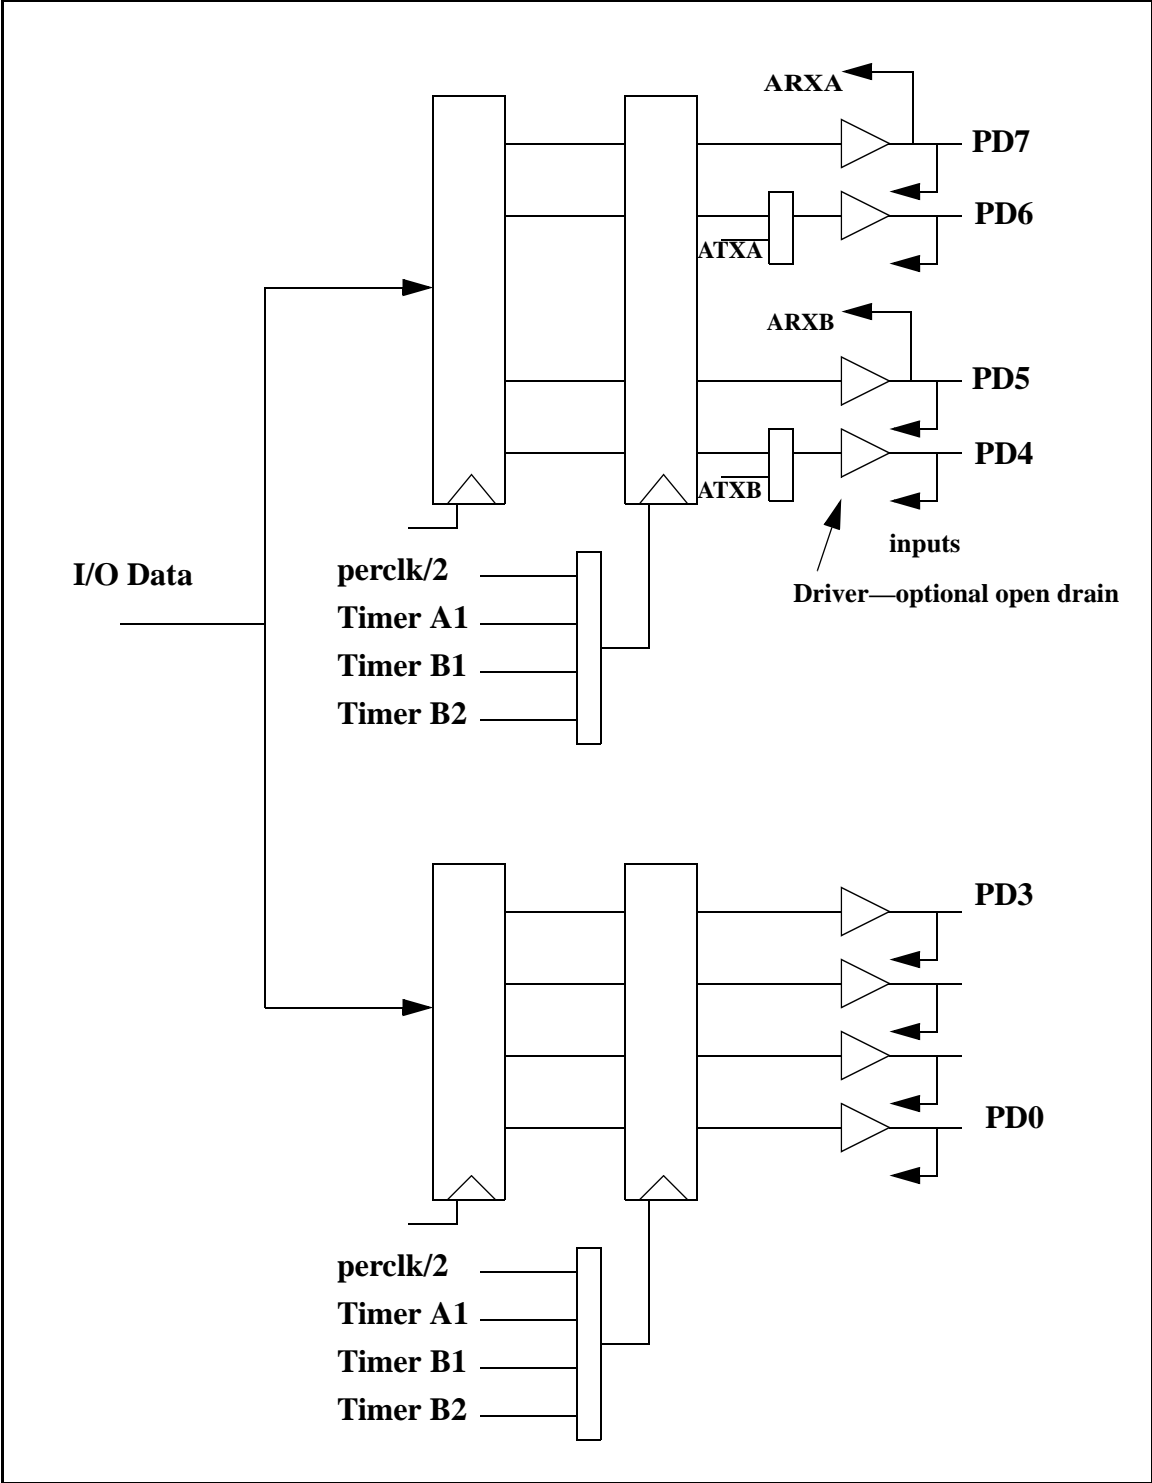 ARXA
PD7
PD6
ATXA
ARXB
PD5
PD4
ATXB
inputs
Driver—optional open drain
I/O Data
perclk/2
Timer A1
Timer B1
Timer B2
PD3
PD0
perclk/2
Timer A1
Timer B1
Timer B2